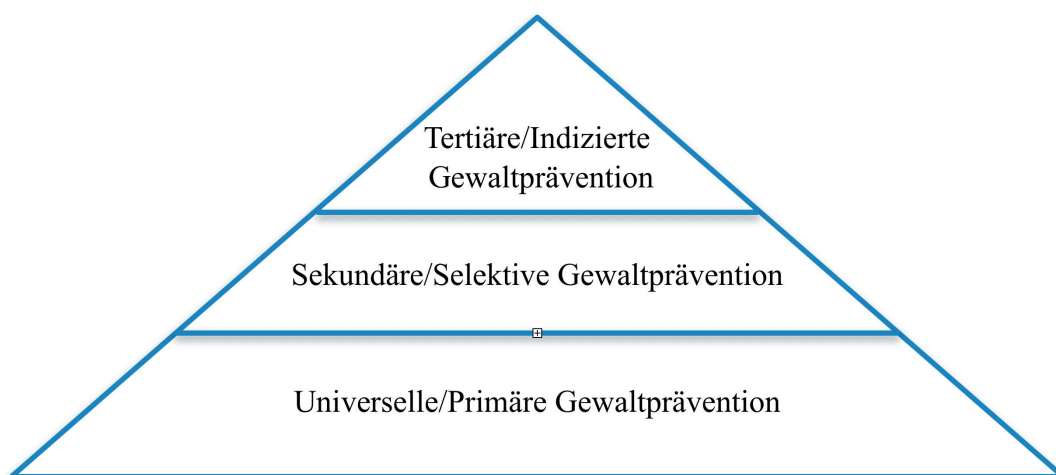 Tertiäre/Indizierte
Gewaltprävention
Sekundäre/Selektive Gewaltprävention
Universelle/Primäre Gewaltprävention